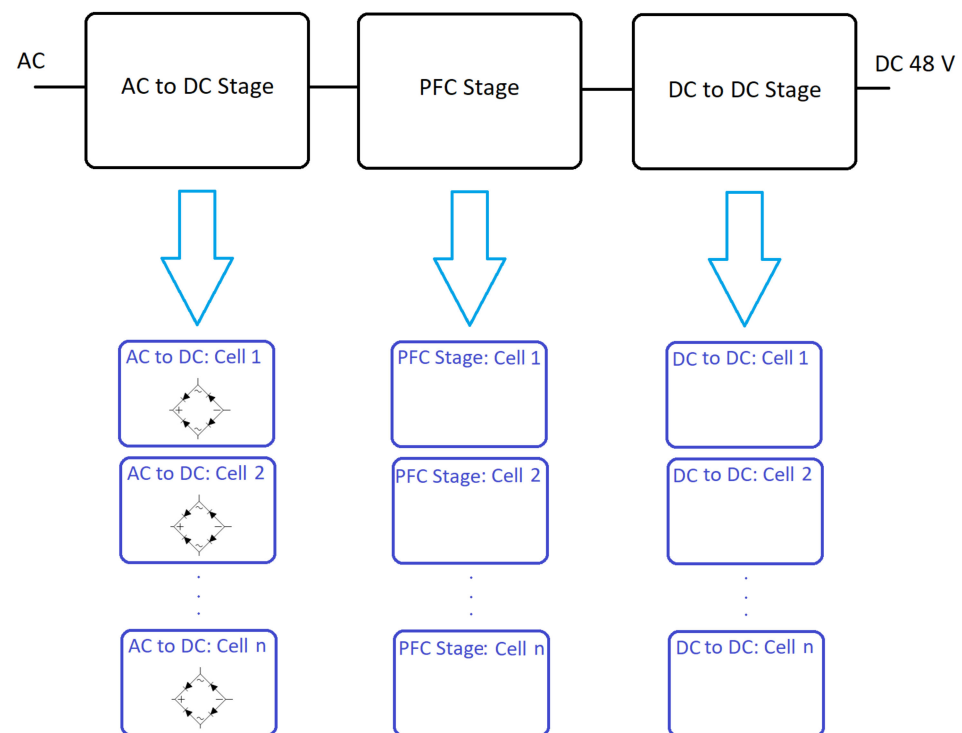 AC
AC to DC Stage
PFC Stage
DC to DC Stage
DC 48 V
AC to DC: Cell 1
PFC Stage: Cell 1
DC to DC: Cell 1
AC to DC: Cell 2
PFC Stage: Cell 2
DC to DC: Cell 2
AC to DC: Cell n
PFC Stage: Cell n
DC to DC: Cell n